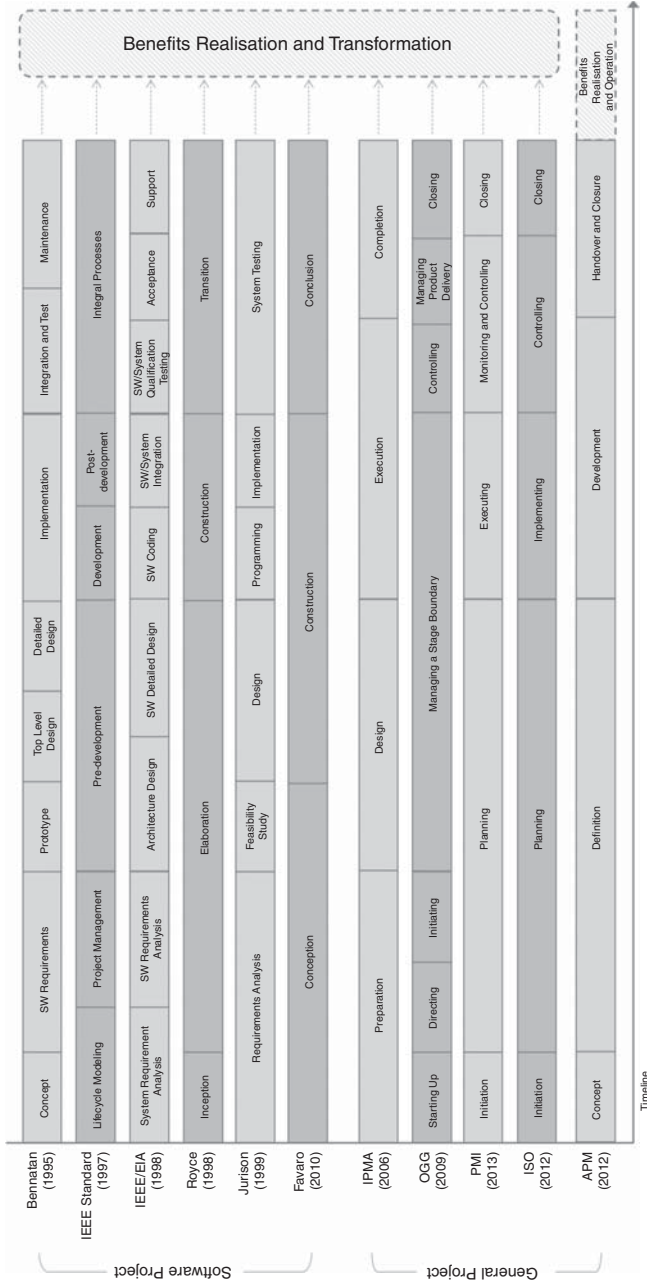 Benefits Realisation and Transformation
Software Project
Bennatan
(1995)
Concept
SW Requirements
Prototype
Top Level
Design
Detailed
Design
Implementation
Integration and Test
Maintenance
IEEE Standard
(1997)
Lifecycle Modeling
Project Management
Pre-development
Development
Post-
development
Integral Processes
IEEE/EIA
(1998)
System Requirement
Analysis
SW Requirements
Analysis
Architecture Design
SW Detailed Design
SW Coding
SW/System
Integration
SW/System
Qualification
Testing
Acceptance
Support
Royce
(1998)
Inception
Elaboration
Construction
Transition
Jurison
(1999)
Requirements Analysis
Feasibility
Study
Design
Programming
Implementation
System Testing
Favaro
(2010)
Conception
Construction
Conclusion
General Project
IPMA
(2006)
Preparation
Design
Execution
Completion
OGG
(2009)
Starting Up
Directing
Initiating
Managing a Stage Boundary
Controlling
Managing
Product
Delivery
Closing
PMI
(2013)
Initiation
Planning
Executing
Monitoring and Controlling
Closing
ISO
(2012)
Initiation
Planning
Implementing
Controlling
Closing
APM
(2012)
Concept
Definition
Development
Handover and Closure
Benefits
Realisation
and Operation
Timeline